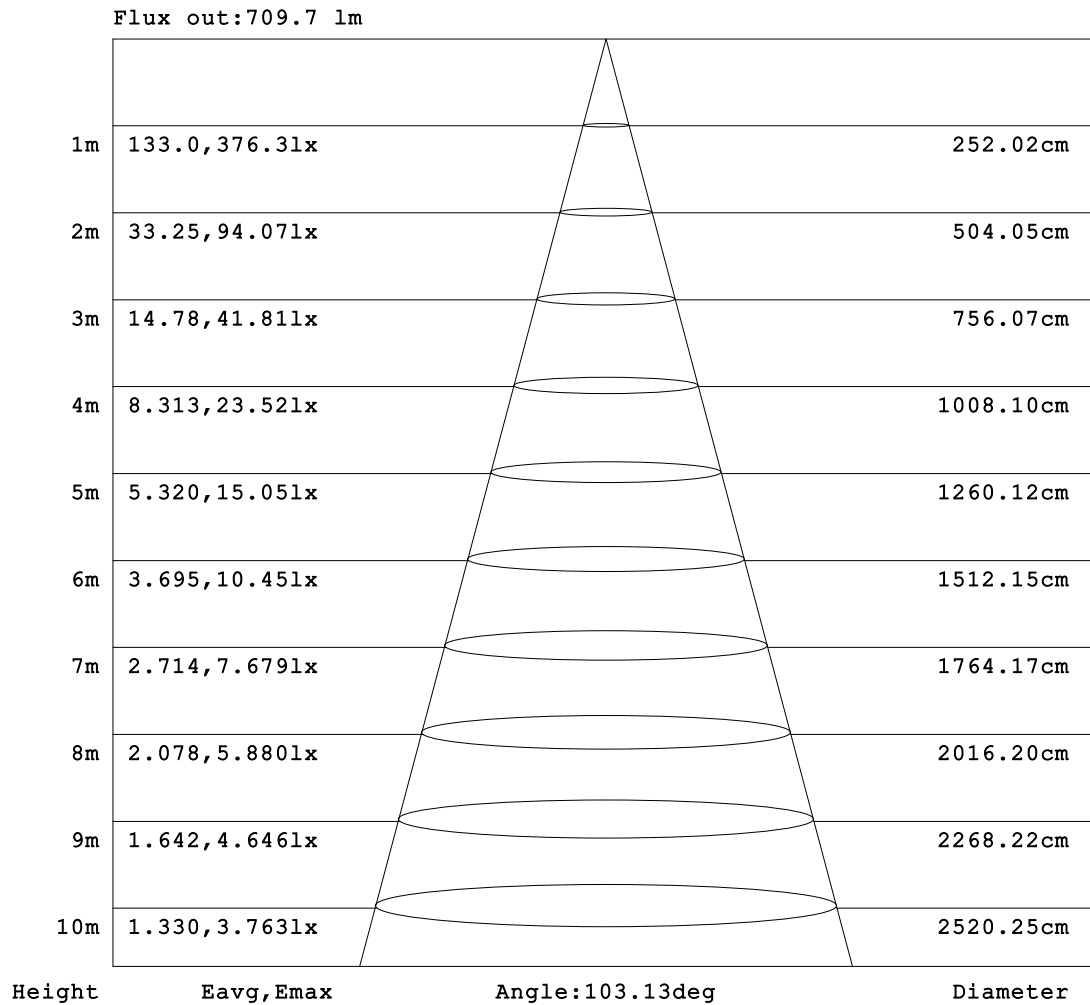 Flux out:709.7 lm
1m 133.0,376.3lx 252.02cm
2m 33.25,94.07lx 504.05cm
3m 14.78,41.81lx 756.07cm
4m 8.313,23.52lx 1008.10cm
5m 5.320,15.05lx 1260.12cm
6m 3.695,10.45lx 1512.15cm
7m 2.714,7.679lx 1764.17cm
8m 2.078,5.880lx 2016.20cm
9m 1.642,4.646lx 2268.22cm
10m 1.330,3.763lx 2520.25cm
Height Eavg,Emax Angle:103.13deg Diameter